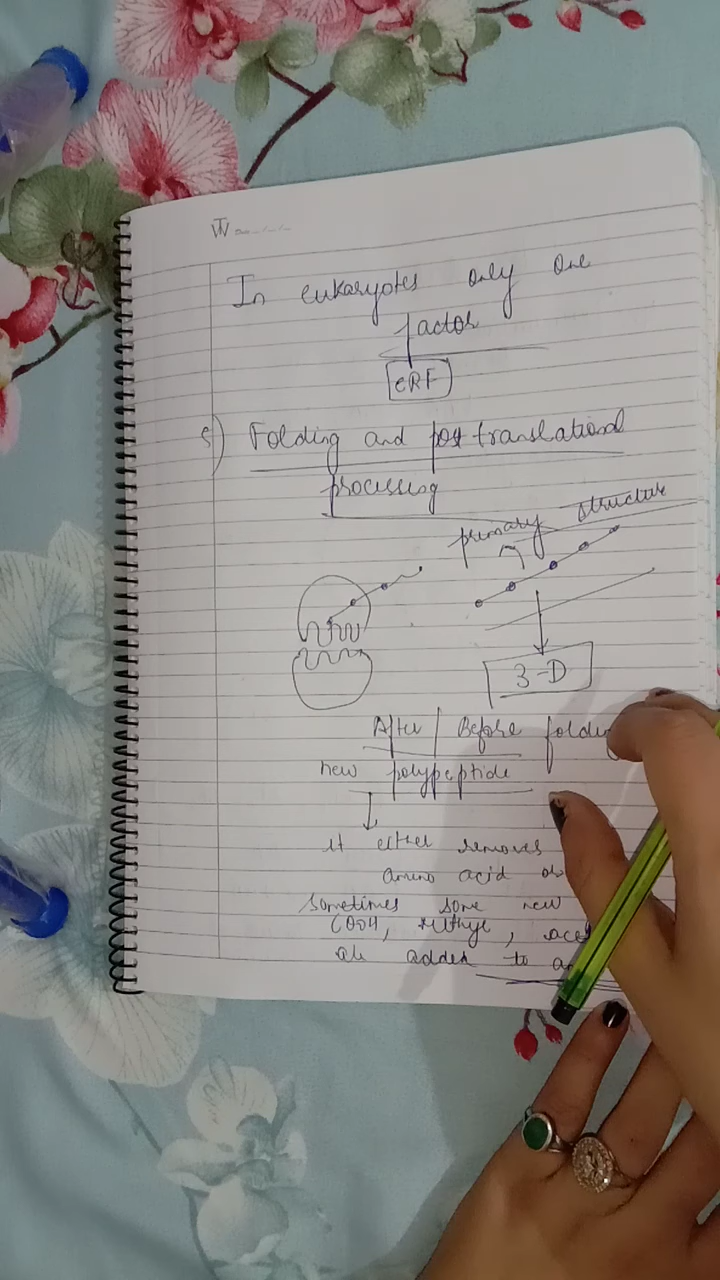 In eukaryotes only one
factor
eRF
5) Folding and post translational
processing
primary structure
3-D
After / Before folding
new polypeptide
it either removes
amino acid or
sometimes some new
COOH, methyl, acet
are added to a